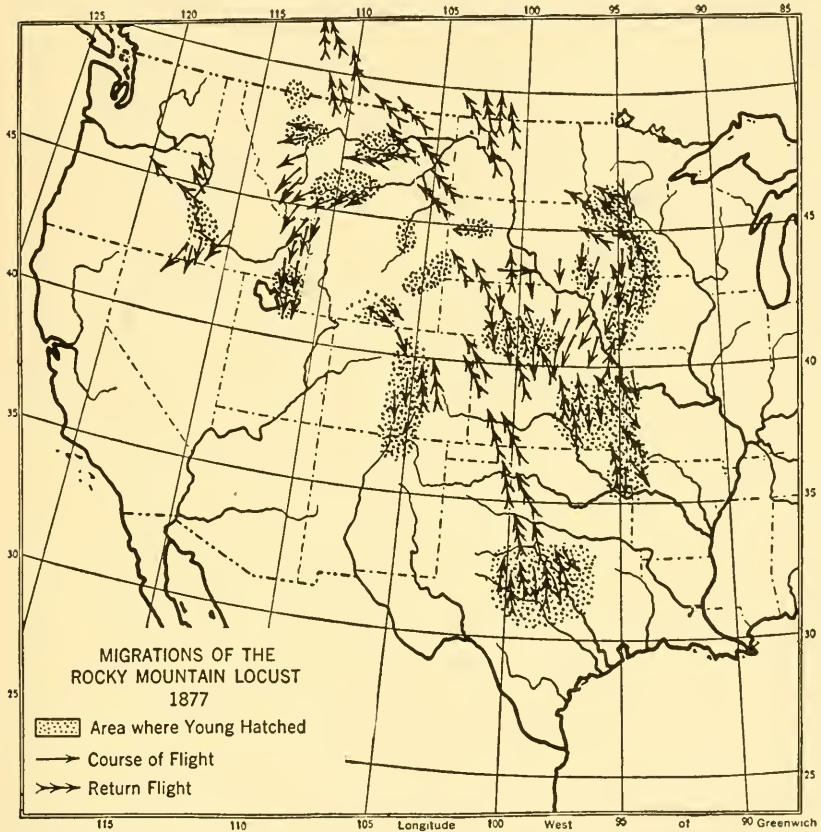 125 120 115 110 105 100 95 90 85
45
45
40
40
35
35
30
30
MIGRATIONS OF THE
ROCKY MOUNTAIN LOCUST
1877
25
Area where Young Hatched
Course of Flight
25
Return Flight
115 110 105 Longitude 100 West 95 of 90 Greenwich